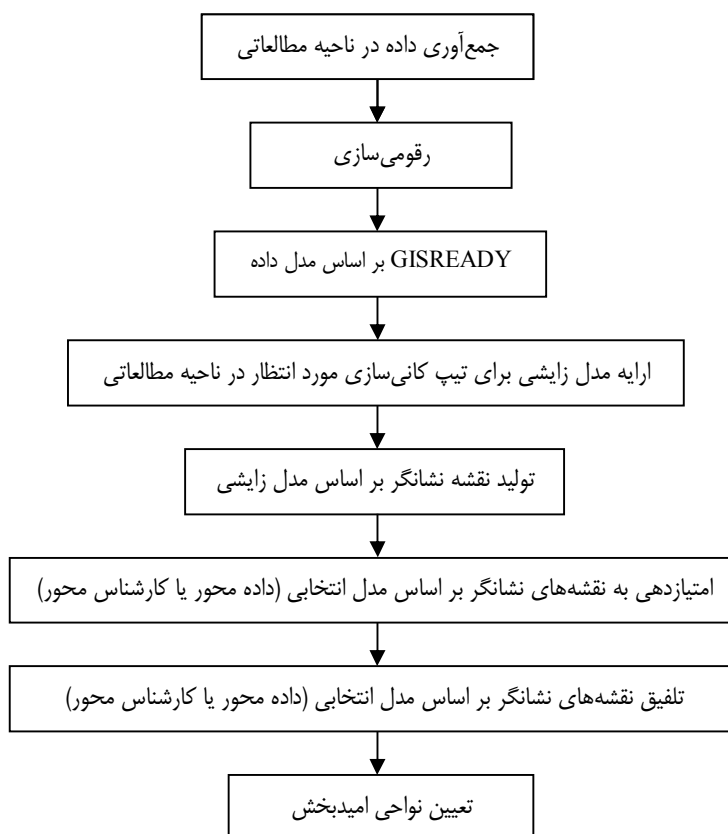 جمع‌آوری داده در ناحیه مطالعاتی
رقومی‌سازی
GISREADY بر اساس مدل داده
ارایه مدل زایشی برای تیپ کانی‌سازی مورد انتظار در ناحیه مطالعاتی
تولید نقشه نشانگر بر اساس مدل زایشی
امتیازدهی به نقشه‌های نشانگر بر اساس مدل انتخابی (داده محور یا کارشناس محور)
تلفیق نقشه‌های نشانگر بر اساس مدل انتخابی (داده محور یا کارشناس محور)
تعیین نواحی امیدبخش